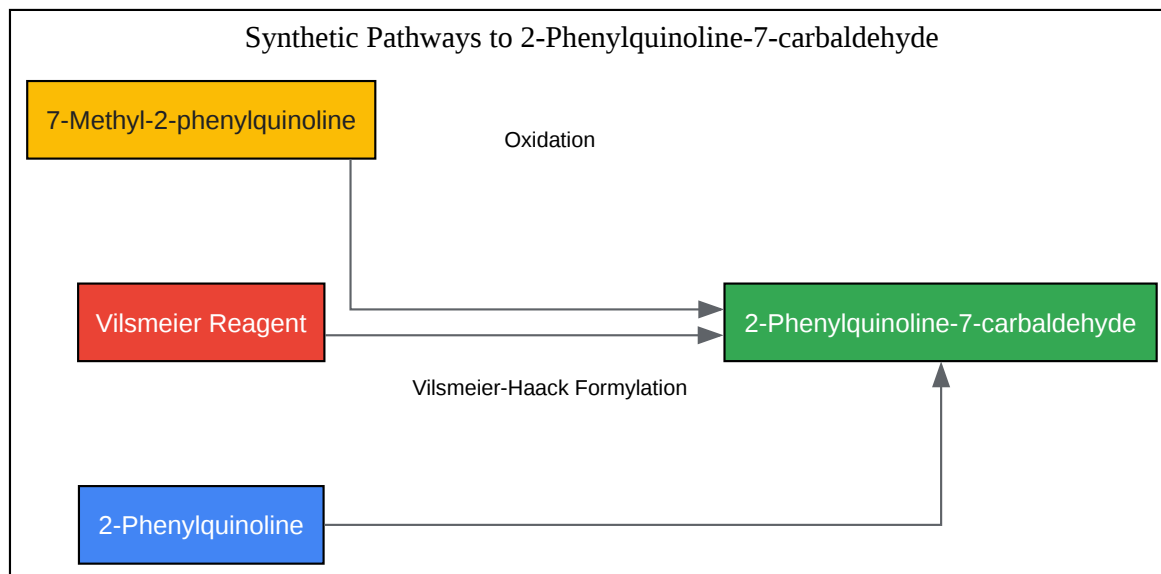 Synthetic Pathways to 2-Phenylquinoline-7-carbaldehyde
7-Methyl-2-phenylquinoline
Oxidation
Vilsmeier Reagent
2-Phenylquinoline-7-carbaldehyde
Vilsmeier-Haack Formylation
2-Phenylquinoline